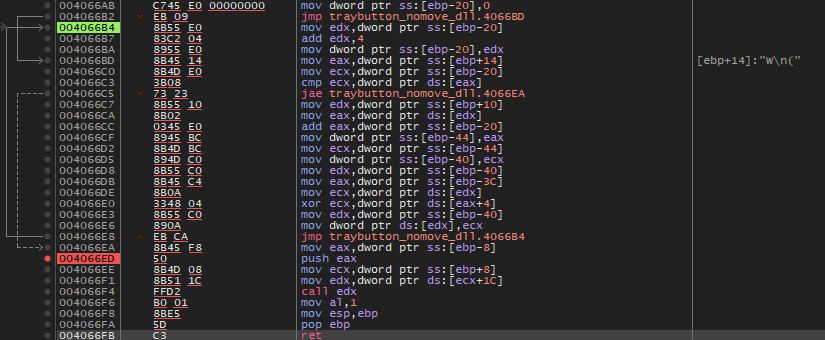 004066AB C745 E0 00000000 mov dword ptr ss:[ebp-20],0
004066B2 EB 09 jmp traybutton_nomove_dll.4066BD
004066B4 8B55 E0 mov edx,dword ptr ss:[ebp-20]
004066B7 83C2 04 add edx,4
004066BA 8955 E0 mov dword ptr ss:[ebp-20],edx
004066BD 8B45 14 mov eax,dword ptr ss:[ebp+14] [ebp+14]:"W\n("
004066C0 8B4D E0 mov ecx,dword ptr ss:[ebp-20]
004066C3 3B08 cmp ecx,dword ptr ds:[eax]
004066C5 73 23 jae traybutton_nomove_dll.4066EA
004066C7 8B55 10 mov edx,dword ptr ss:[ebp+10]
004066CA 8B02 mov eax,dword ptr ds:[edx]
004066CC 0345 E0 add eax,dword ptr ss:[ebp-20]
004066CF 8945 BC mov dword ptr ss:[ebp-44],eax
004066D2 8B4D BC mov ecx,dword ptr ss:[ebp-44]
004066D5 894D C0 mov dword ptr ss:[ebp-40],ecx
004066D8 8B55 C0 mov edx,dword ptr ss:[ebp-40]
004066DB 8B45 C4 mov eax,dword ptr ss:[ebp-3C]
004066DE 8B0A mov ecx,dword ptr ds:[edx]
004066E0 3348 04 xor ecx,dword ptr ds:[eax+4]
004066E3 8B55 C0 mov edx,dword ptr ss:[ebp-40]
004066E6 890A mov dword ptr ds:[edx],ecx
004066E8 EB CA jmp traybutton_nomove_dll.4066B4
004066EA 8B45 F8 mov eax,dword ptr ss:[ebp-8]
004066ED 50 push eax
004066EE 8B4D 08 mov ecx,dword ptr ss:[ebp+8]
004066F1 8B51 1C mov edx,dword ptr ds:[ecx+1C]
004066F4 FFD2 call edx
004066F6 B0 01 mov al,1
004066F8 8BE5 mov esp,ebp
004066FA 5D pop ebp
004066FB C3 ret